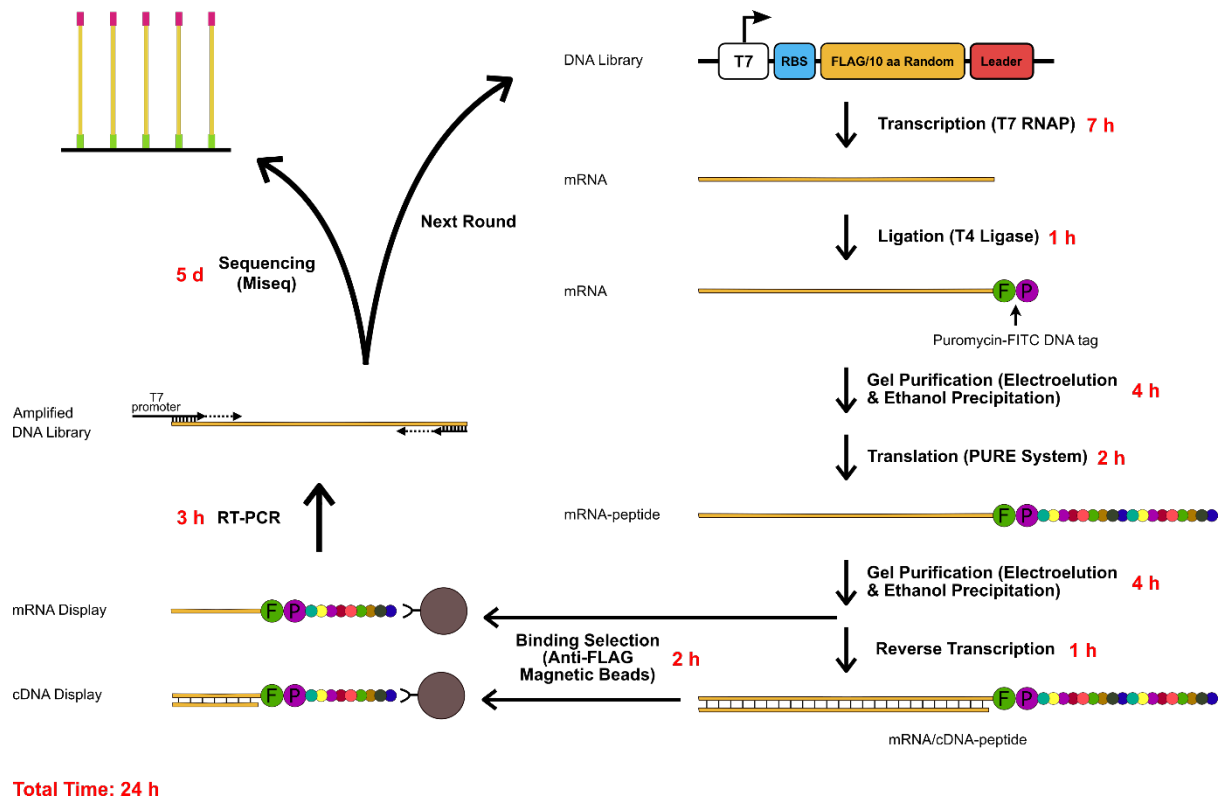 DNA Library
T7
RBS
FLAG/10 aa Random
Leader
Transcription (T7 RNAP) 7 h
mRNA
Ligation (T4 Ligase) 1 h
mRNA
F P
Puromycin-FITC DNA tag
Gel Purification (Electroelution
& Ethanol Precipitation) 4 h
Translation (PURE System) 2 h
mRNA-peptide
F P
Gel Purification (Electroelution
& Ethanol Precipitation) 4 h
Reverse Transcription 1 h
F P
mRNA/cDNA-peptide
Binding Selection
(Anti-FLAG
Magnetic Beads)
2 h
mRNA Display
F P
cDNA Display
F P
3 h RT-PCR
Amplified
DNA Library
T7
promoter
5 d
Sequencing
(Miseq)
Next Round
Total Time: 24 h